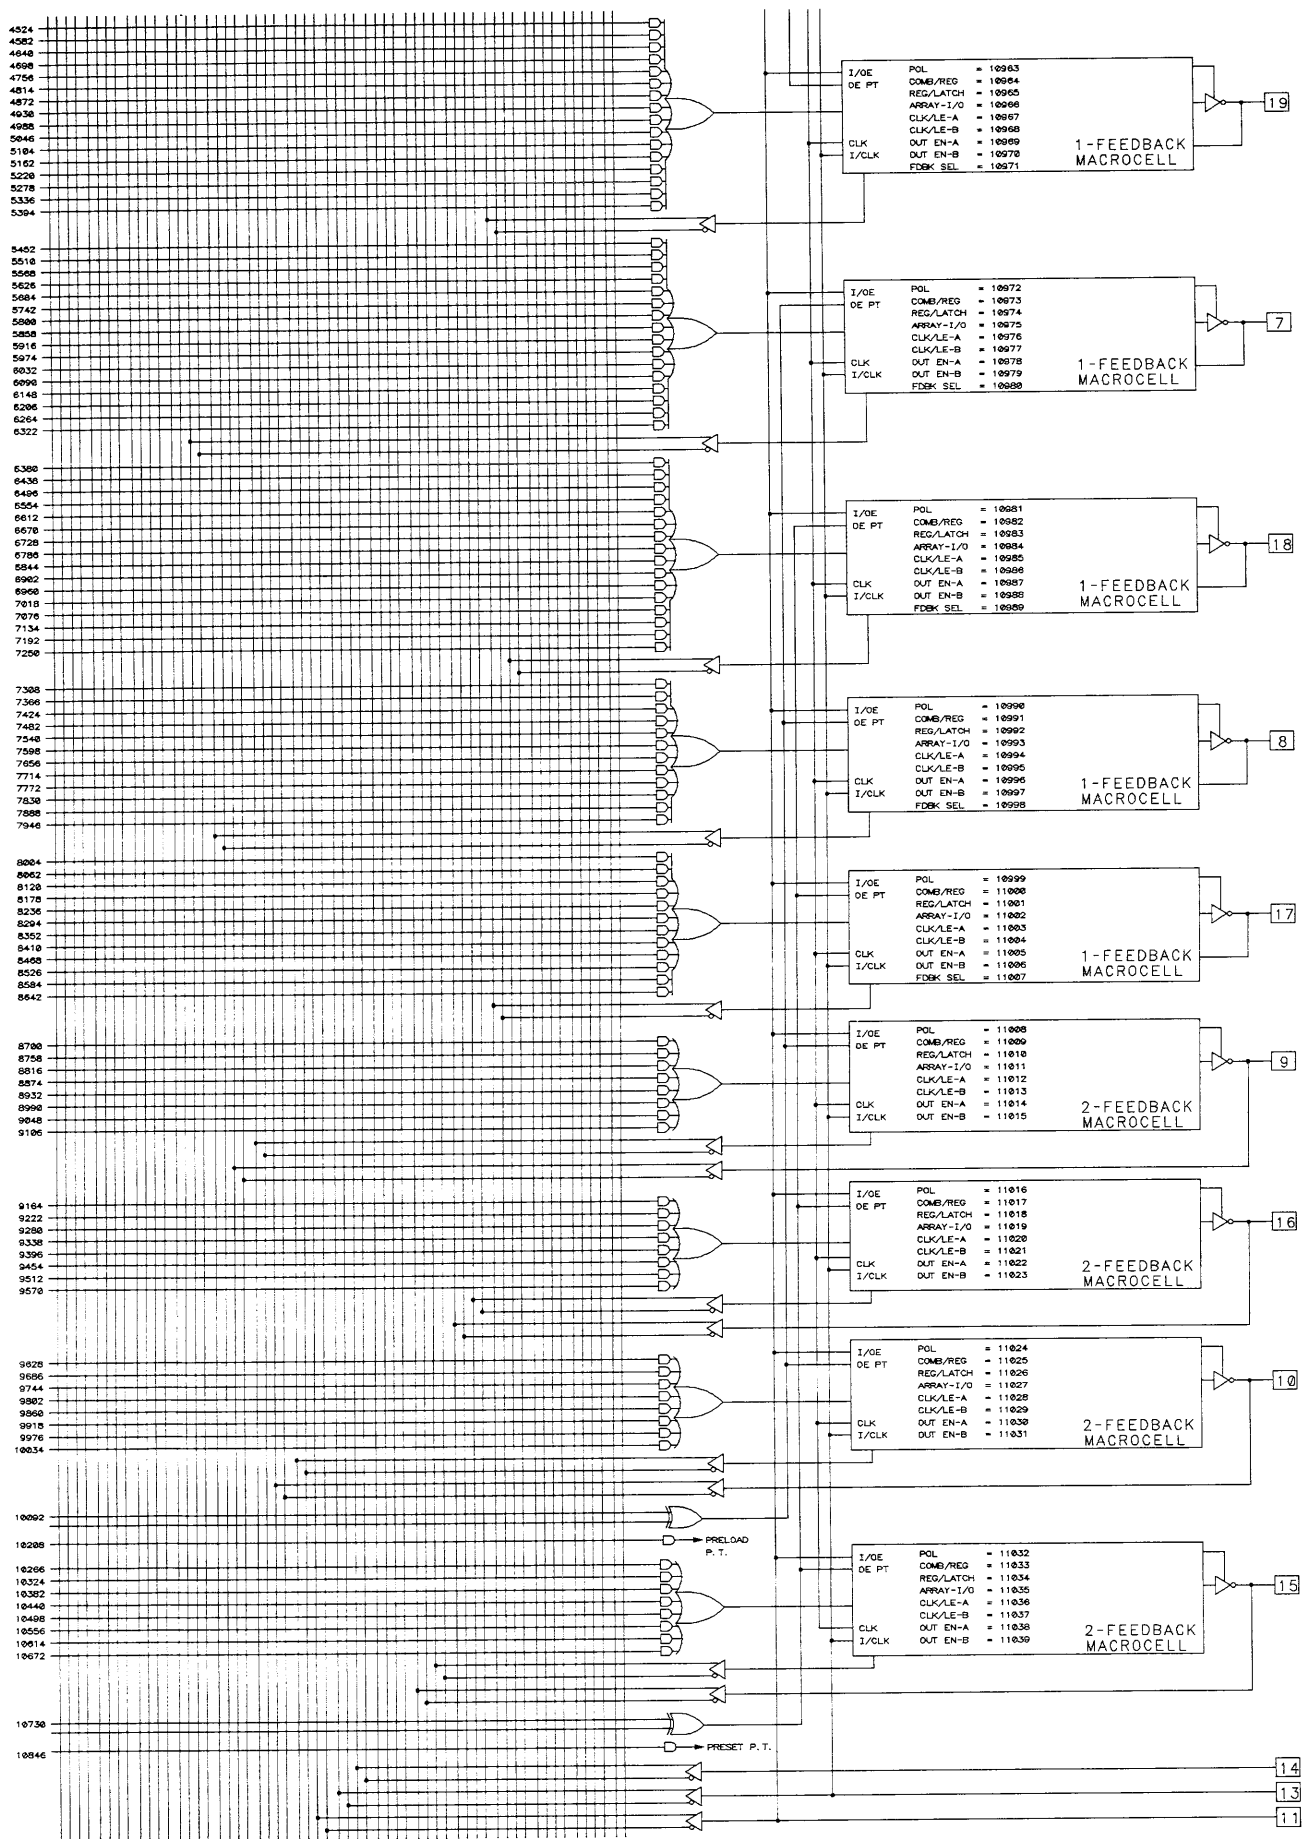 4524
4582
4640
4698
4756
4814
4872
4930
4988
5046
5104
5162
5220
5278
5336
5394
I/OE
OE PT
CLK
I/CLK
POL = 10963
COMB/REG = 10964
REG/LATCH = 10965
ARRAY-I/O = 10966
CLK/LE-A = 10967
CLK/LE-B = 10968
OUT EN-A = 10969
OUT EN-B = 10970
FDBK SEL = 10971
1-FEEDBACK
MACROCELL
19
5452
5510
5568
5626
5684
5742
5800
5858
5916
5974
6032
6090
6148
6206
6264
6322
I/OE
OE PT
CLK
I/CLK
POL = 10972
COMB/REG = 10973
REG/LATCH = 10974
ARRAY-I/O = 10975
CLK/LE-A = 10976
CLK/LE-B = 10977
OUT EN-A = 10978
OUT EN-B = 10979
FDBK SEL = 10980
1-FEEDBACK
MACROCELL
7
6380
6438
6496
6554
6612
6670
6728
6786
6844
6902
6960
7018
7076
7134
7192
7250
I/OE
OE PT
CLK
I/CLK
POL = 10981
COMB/REG = 10982
REG/LATCH = 10983
ARRAY-I/O = 10984
CLK/LE-A = 10985
CLK/LE-B = 10986
OUT EN-A = 10987
OUT EN-B = 10988
FDBK SEL = 10989
1-FEEDBACK
MACROCELL
18
7308
7366
7424
7482
7540
7598
7656
7714
7772
7830
7888
7946
I/OE
OE PT
CLK
I/CLK
POL = 10990
COMB/REG = 10991
REG/LATCH = 10992
ARRAY-I/O = 10993
CLK/LE-A = 10994
CLK/LE-B = 10995
OUT EN-A = 10996
OUT EN-B = 10997
FDBK SEL = 10998
1-FEEDBACK
MACROCELL
8
8004
8062
8120
8178
8236
8294
8352
8410
8468
8526
8584
8642
I/OE
OE PT
CLK
I/CLK
POL = 10999
COMB/REG = 11000
REG/LATCH = 11001
ARRAY-I/O = 11002
CLK/LE-A = 11003
CLK/LE-B = 11004
OUT EN-A = 11005
OUT EN-B = 11006
FDBK SEL = 11007
1-FEEDBACK
MACROCELL
17
8700
8758
8816
8874
8932
8990
9048
9106
I/OE
OE PT
CLK
I/CLK
POL = 11008
COMB/REG = 11009
REG/LATCH = 11010
ARRAY-I/O = 11011
CLK/LE-A = 11012
CLK/LE-B = 11013
OUT EN-A = 11014
OUT EN-B = 11015
2-FEEDBACK
MACROCELL
9
9164
9222
9280
9338
9396
9454
9512
9570
I/OE
OE PT
CLK
I/CLK
POL = 11016
COMB/REG = 11017
REG/LATCH = 11018
ARRAY-I/O = 11019
CLK/LE-A = 11020
CLK/LE-B = 11021
OUT EN-A = 11022
OUT EN-B = 11023
2-FEEDBACK
MACROCELL
16
9628
9686
9744
9802
9860
9918
9976
10034
I/OE
OE PT
CLK
I/CLK
POL = 11024
COMB/REG = 11025
REG/LATCH = 11026
ARRAY-I/O = 11027
CLK/LE-A = 11028
CLK/LE-B = 11029
OUT EN-A = 11030
OUT EN-B = 11031
2-FEEDBACK
MACROCELL
10
10092
10208
PRELOAD
P.T.
10266
10324
10382
10440
10498
10556
10614
10672
I/OE
OE PT
CLK
I/CLK
POL = 11032
COMB/REG = 11033
REG/LATCH = 11034
ARRAY-I/O = 11035
CLK/LE-A = 11036
CLK/LE-B = 11037
OUT EN-A = 11038
OUT EN-B = 11039
2-FEEDBACK
MACROCELL
15
10730
10846
PRESET P.T.
14
13
11